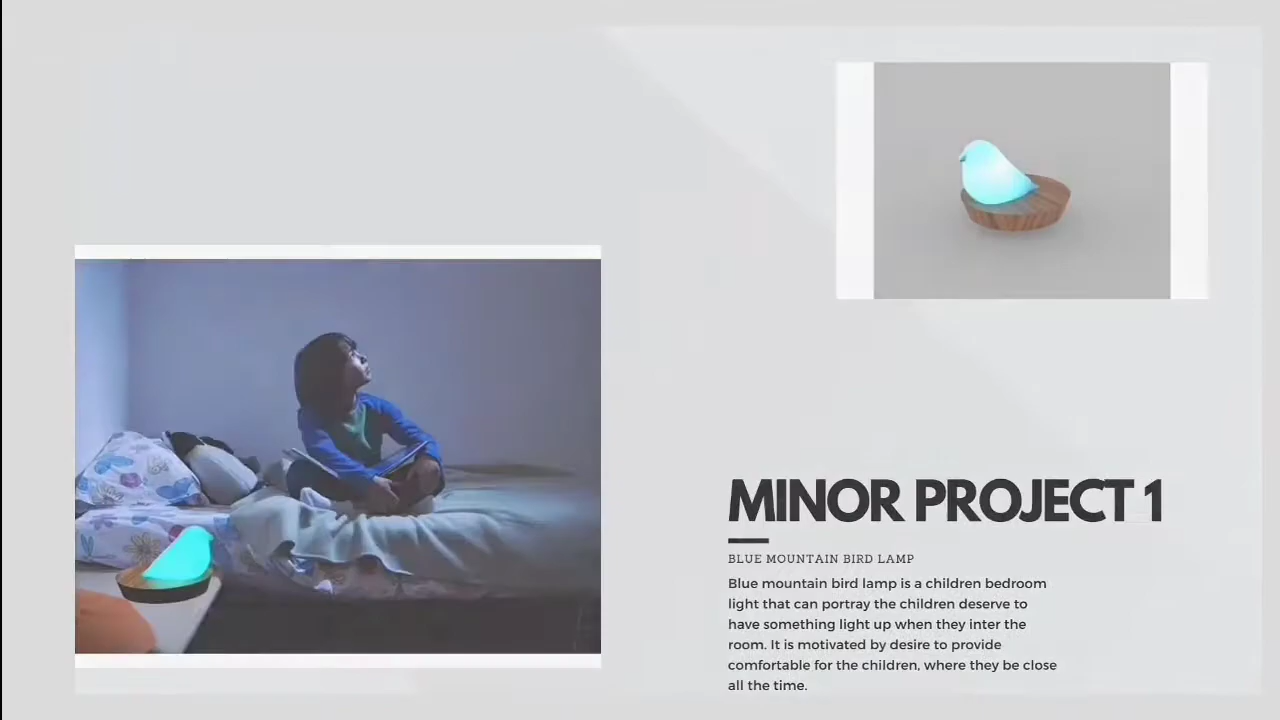 MINOR PROJECT 1
BLUE MOUNTAIN BIRD LAMP
Blue mountain bird lamp is a children bedroom
light that can portray the children deserve to
have something light up when they inter the
room. It is motivated by desire to provide
comfortable for the children, where they be close
all the time.